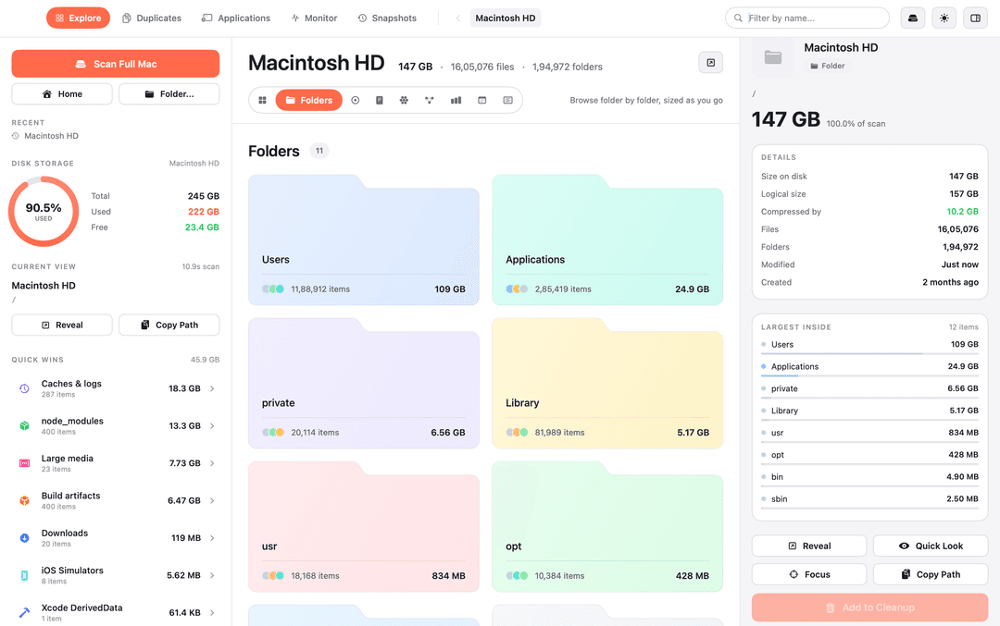 Explore Duplicates Applications Monitor Snapshots Macintosh HD Filter by name...
Scan Full Mac
Home Folder...
RECENT
Macintosh HD
DISK STORAGE Macintosh HD
90.5%
USED
Total 245 GB
Used 222 GB
Free 23.4 GB
CURRENT VIEW 10.9s scan
Macintosh HD
/
Reveal Copy Path
QUICK WINS 45.9 GB
Caches & logs 18.3 GB
287 items
node_modules 13.3 GB
400 items
Large media 7.73 GB
23 items
Build artifacts 6.47 GB
400 items
Downloads 119 MB
20 items
iOS Simulators 5.62 MB
8 items
Xcode DerivedData 61.4 KB
1 item
Macintosh HD 147 GB · 16,05,076 files · 1,94,972 folders
Folders Browse folder by folder, sized as you go
Folders 11
Users
11,88,912 items 109 GB
Applications
2,85,419 items 24.9 GB
private
20,114 items 6.56 GB
Library
81,989 items 5.17 GB
usr
18,168 items 834 MB
opt
10,384 items 428 MB
Macintosh HD
Folder
/
147 GB 100.0% of scan
DETAILS
Size on disk 147 GB
Logical size 157 GB
Compressed by 10.2 GB
Files 16,05,076
Folders 1,94,972
Modified Just now
Created 2 months ago
LARGEST INSIDE 12 items
Users 109 GB
Applications 24.9 GB
private 6.56 GB
Library 5.17 GB
usr 834 MB
opt 428 MB
bin 4.90 MB
sbin 2.50 MB
Reveal Quick Look
Focus Copy Path
Add to Cleanup